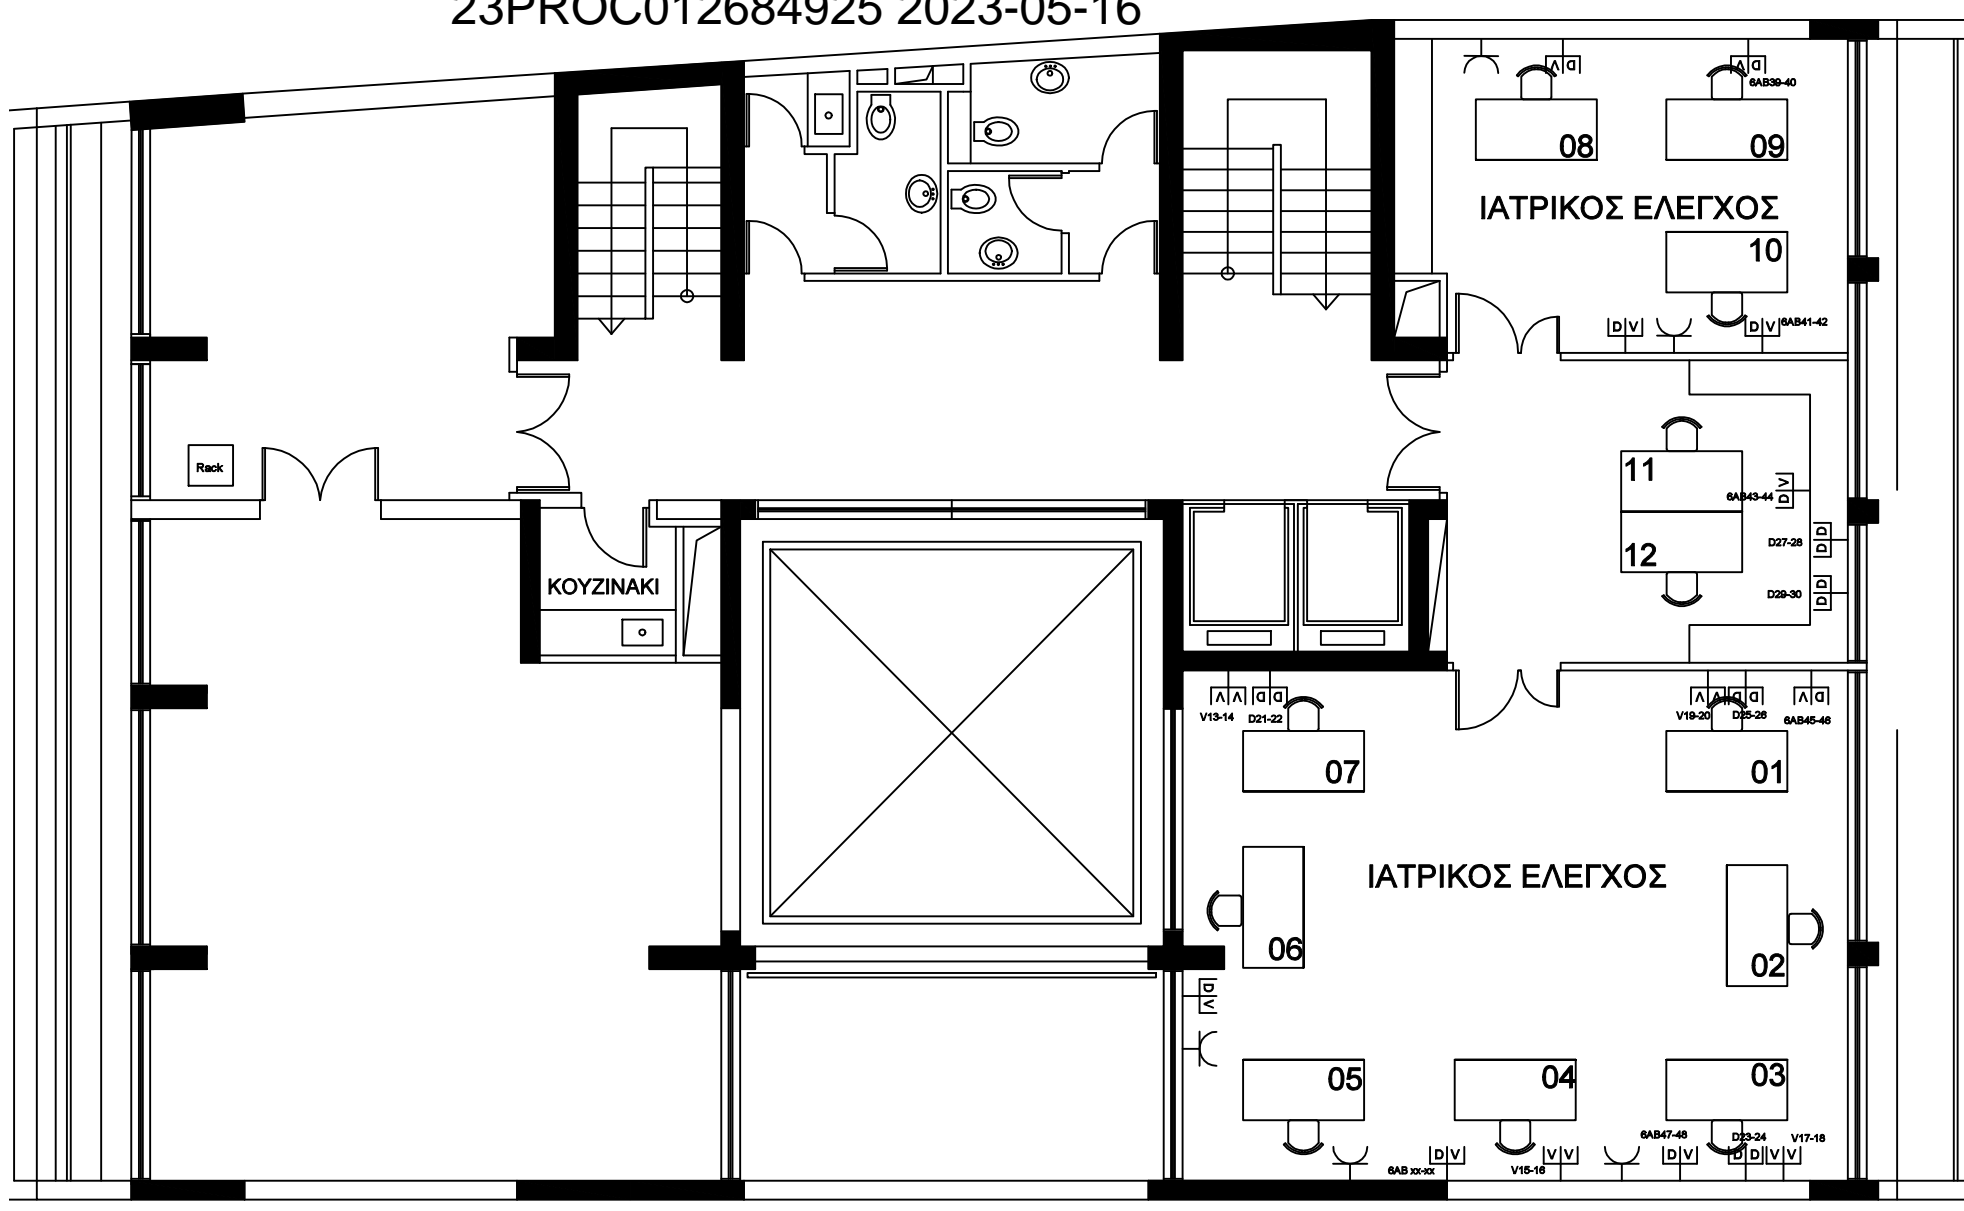 23PROC012684925 2023-05-16
V D
V D
6AB39-40
08
09
ΙΑΤΡΙΚΟΣ ΕΛΕΓΧΟΣ
10
D V
D V
6AB41-42
11
6AB43-44
D V
12
D27-28
D D
D29-30
D D
Rack
ΚΟΥΖΙΝΑΚΙ
V V
D D
V13-14
D21-22
V V
D D
V D
V19-20
D25-26
6AB45-46
07
01
ΙΑΤΡΙΚΟΣ ΕΛΕΓΧΟΣ
06
02
D V
05
04
03
6AB47-48
D23-24
V17-18
D V
V V
D V
D D
V V
6AB xx-xx
V15-16